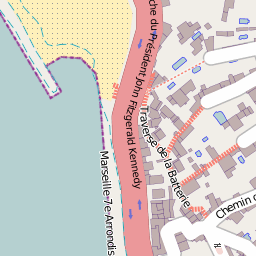 che du Président John Fitzgerald Kennedy
Traverse de la Batterie
Marseille 7e Arrondis
Chemin d